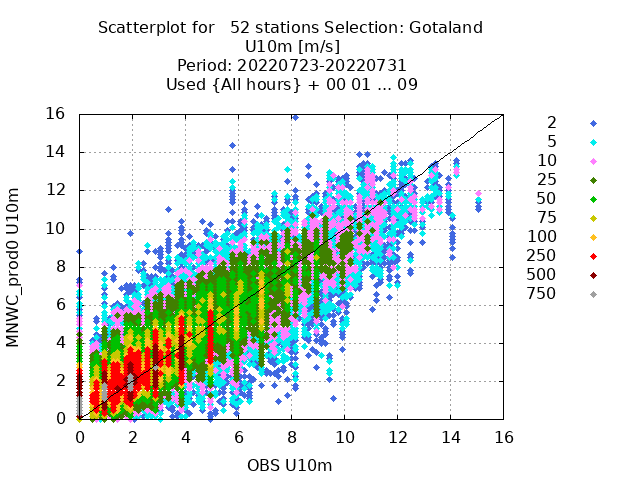 Scatterplot for   52 stations Selection: Gotaland
U10m [m/s]
Period: 20220723-20220731
Used {All hours} + 00 01 ... 09
MNWC_prod0 U10m
16
14
12
10
8
6
4
2
0
0 2 4 6 8 10 12 14 16
OBS U10m
2
5
10
25
50
75
100
250
500
750